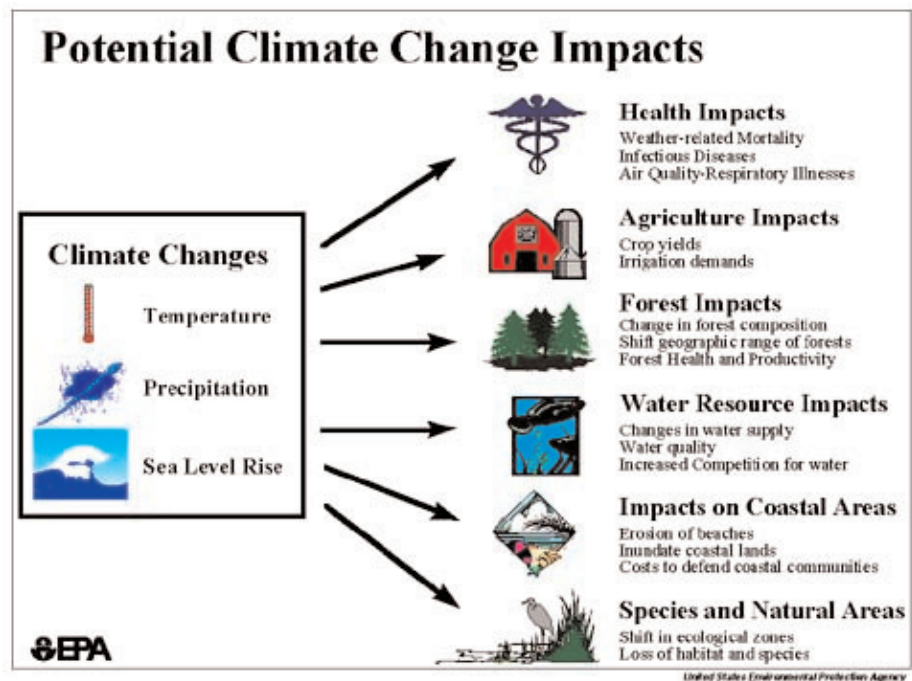 Potential Climate Change Impacts
Climate Changes
Temperature
Precipitation
Sea Level Rise
Health Impacts
Weather-related Mortality
Infectious Diseases
Air Quality-Respiratory Illnesses
Agriculture Impacts
Crop yields
Irrigation demands
Forest Impacts
Change in forest composition
Shift geographic range of forests
Forest Health and Productivity
Water Resource Impacts
Changes in water supply
Water quality
Increased Competition for water
Impacts on Coastal Areas
Erosion of beaches
Inundate coastal lands
Costs to defend coastal communities
Species and Natural Areas
Shift in ecological zones
Loss of habitat and species
EPA
United States Environmental Protection Agency